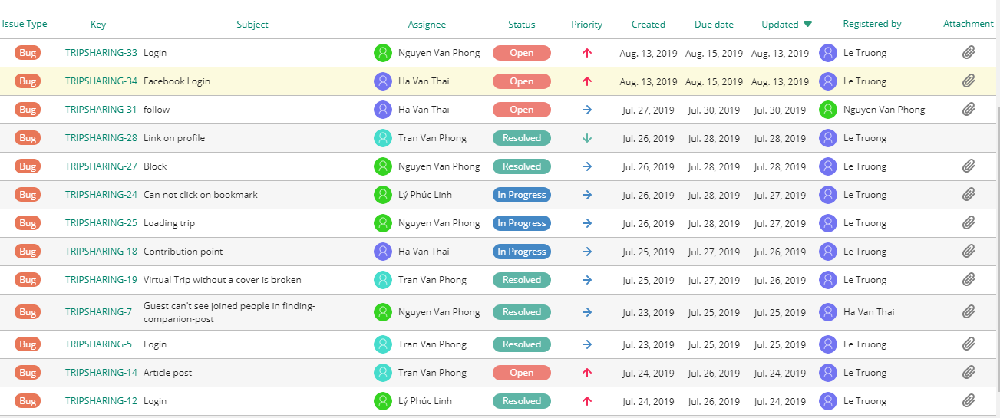 Issue Type Key Subject Assignee Status Priority Created Due date Updated Registered by Attachment
Bug TRIPSHARING-33 Login Nguyen Van Phong Open Aug. 13, 2019 Aug. 15, 2019 Aug. 13, 2019 Le Truong
Bug TRIPSHARING-34 Facebook Login Ha Van Thai Open Aug. 13, 2019 Aug. 15, 2019 Aug. 13, 2019 Le Truong
Bug TRIPSHARING-31 follow Ha Van Thai Open Jul. 27, 2019 Jul. 30, 2019 Jul. 30, 2019 Nguyen Van Phong
Bug TRIPSHARING-28 Link on profile Tran Van Phong Resolved Jul. 26, 2019 Jul. 28, 2019 Jul. 28, 2019 Le Truong
Bug TRIPSHARING-27 Block Nguyen Van Phong Resolved Jul. 26, 2019 Jul. 28, 2019 Jul. 28, 2019 Le Truong
Bug TRIPSHARING-24 Can not click on bookmark Lý Phúc Linh In Progress Jul. 26, 2019 Jul. 28, 2019 Jul. 27, 2019 Le Truong
Bug TRIPSHARING-25 Loading trip Nguyen Van Phong In Progress Jul. 26, 2019 Jul. 28, 2019 Jul. 27, 2019 Le Truong
Bug TRIPSHARING-18 Contribution point Ha Van Thai In Progress Jul. 25, 2019 Jul. 27, 2019 Jul. 26, 2019 Le Truong
Bug TRIPSHARING-19 Virtual Trip without a cover is broken Tran Van Phong Resolved Jul. 25, 2019 Jul. 27, 2019 Jul. 26, 2019 Le Truong
Bug TRIPSHARING-7 Guest can't see joined people in finding-
companion-post Nguyen Van Phong Resolved Jul. 23, 2019 Jul. 25, 2019 Jul. 25, 2019 Ha Van Thai
Bug TRIPSHARING-5 Login Tran Van Phong Resolved Jul. 23, 2019 Jul. 25, 2019 Jul. 25, 2019 Le Truong
Bug TRIPSHARING-14 Article post Tran Van Phong Open Jul. 24, 2019 Jul. 26, 2019 Jul. 24, 2019 Le Truong
Bug TRIPSHARING-12 Login Lý Phúc Linh Resolved Jul. 24, 2019 Jul. 26, 2019 Jul. 24, 2019 Le Truong